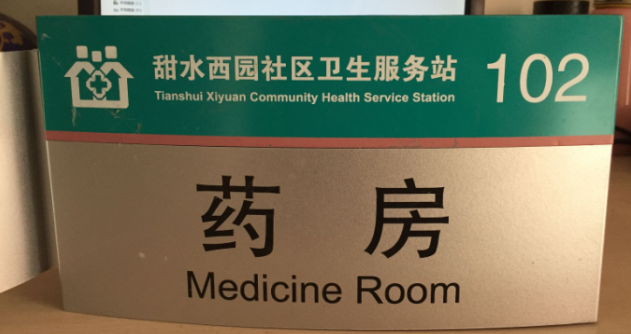 甜水西园社区卫生服务站
Tianshui Xiyuan Community Health Service Station
102
药 房
Medicine Room